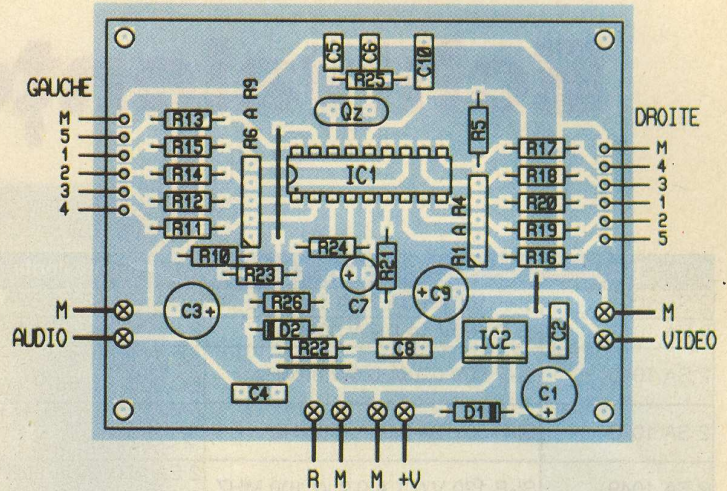 GAUCHE
M
5
1
2
3
4
M
AUDIO
R13
R15
R14
R12
R11
R10
R23
R6 A R9
C5
C6
C10
R25
Qz
IC1
R5
R1 A R4
R17
R18
R20
R19
R16
DROITE
M
4
3
1
2
5
M
VIDEO
R24
R21
C7
C9
C3 +
+
+
R26
D2
R22
C8
IC2
C2
C4
D1
C1
+
R M M +V